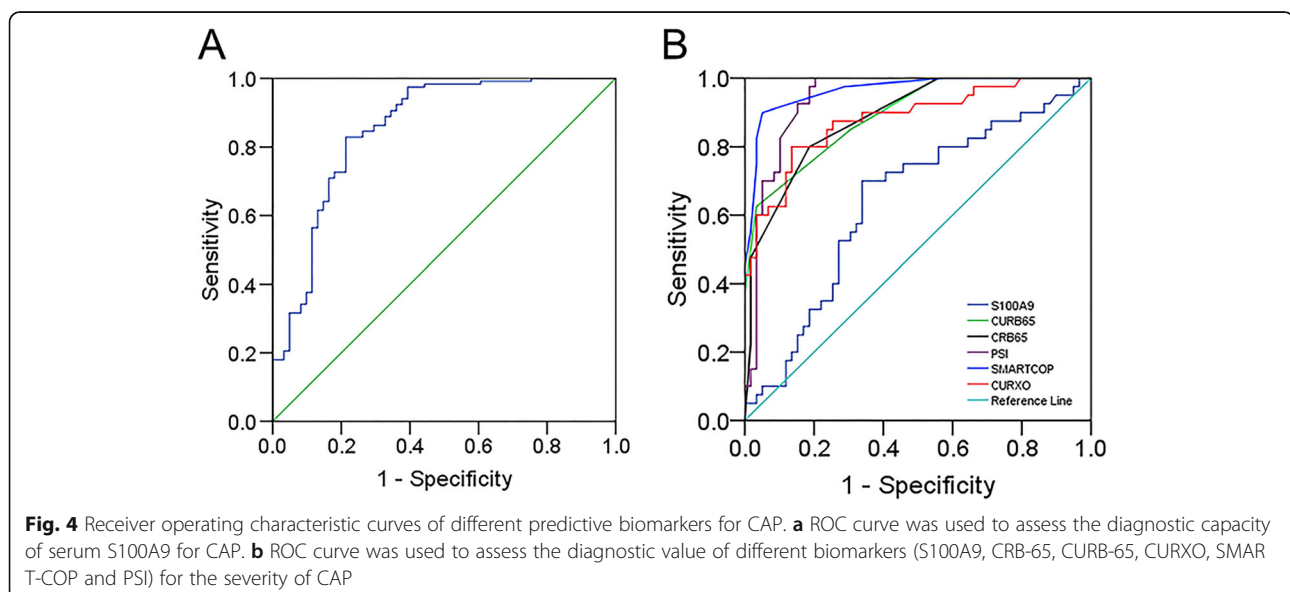 A
Sensitivity
1.0
0.8
0.6
0.4
0.2
0.0
0.0 0.2 0.4 0.6 0.8 1.0
1 - Specificity
B
Sensitivity
1.0
0.8
0.6
0.4
0.2
0.0
S100A9
CURB65
CRB65
PSI
SMARTCOP
CURXO
Reference Line
0.0 0.2 0.4 0.6 0.8 1.0
1 - Specificity
Fig. 4 Receiver operating characteristic curves of different predictive biomarkers for CAP. a ROC curve was used to assess the diagnostic capacity
of serum S100A9 for CAP. b ROC curve was used to assess the diagnostic value of different biomarkers (S100A9, CRB-65, CURB-65, CURXO, SMAR
T-COP and PSI) for the severity of CAP